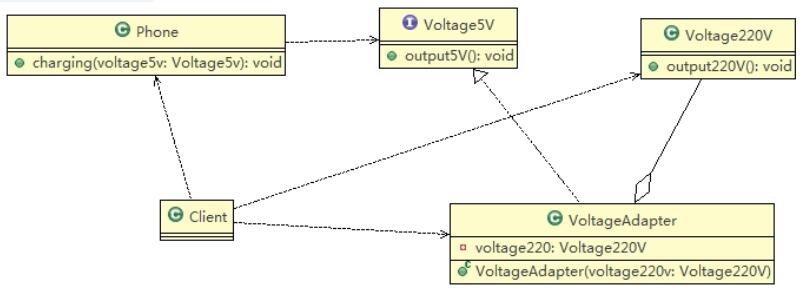 Phone
charging(voltage5v: Voltage5v): void
I Voltage5V
output5V(): void
C Voltage220V
output220V(): void
C Client
C VoltageAdapter
voltage220: Voltage220V
C VoltageAdapter(voltage220v: Voltage220V)